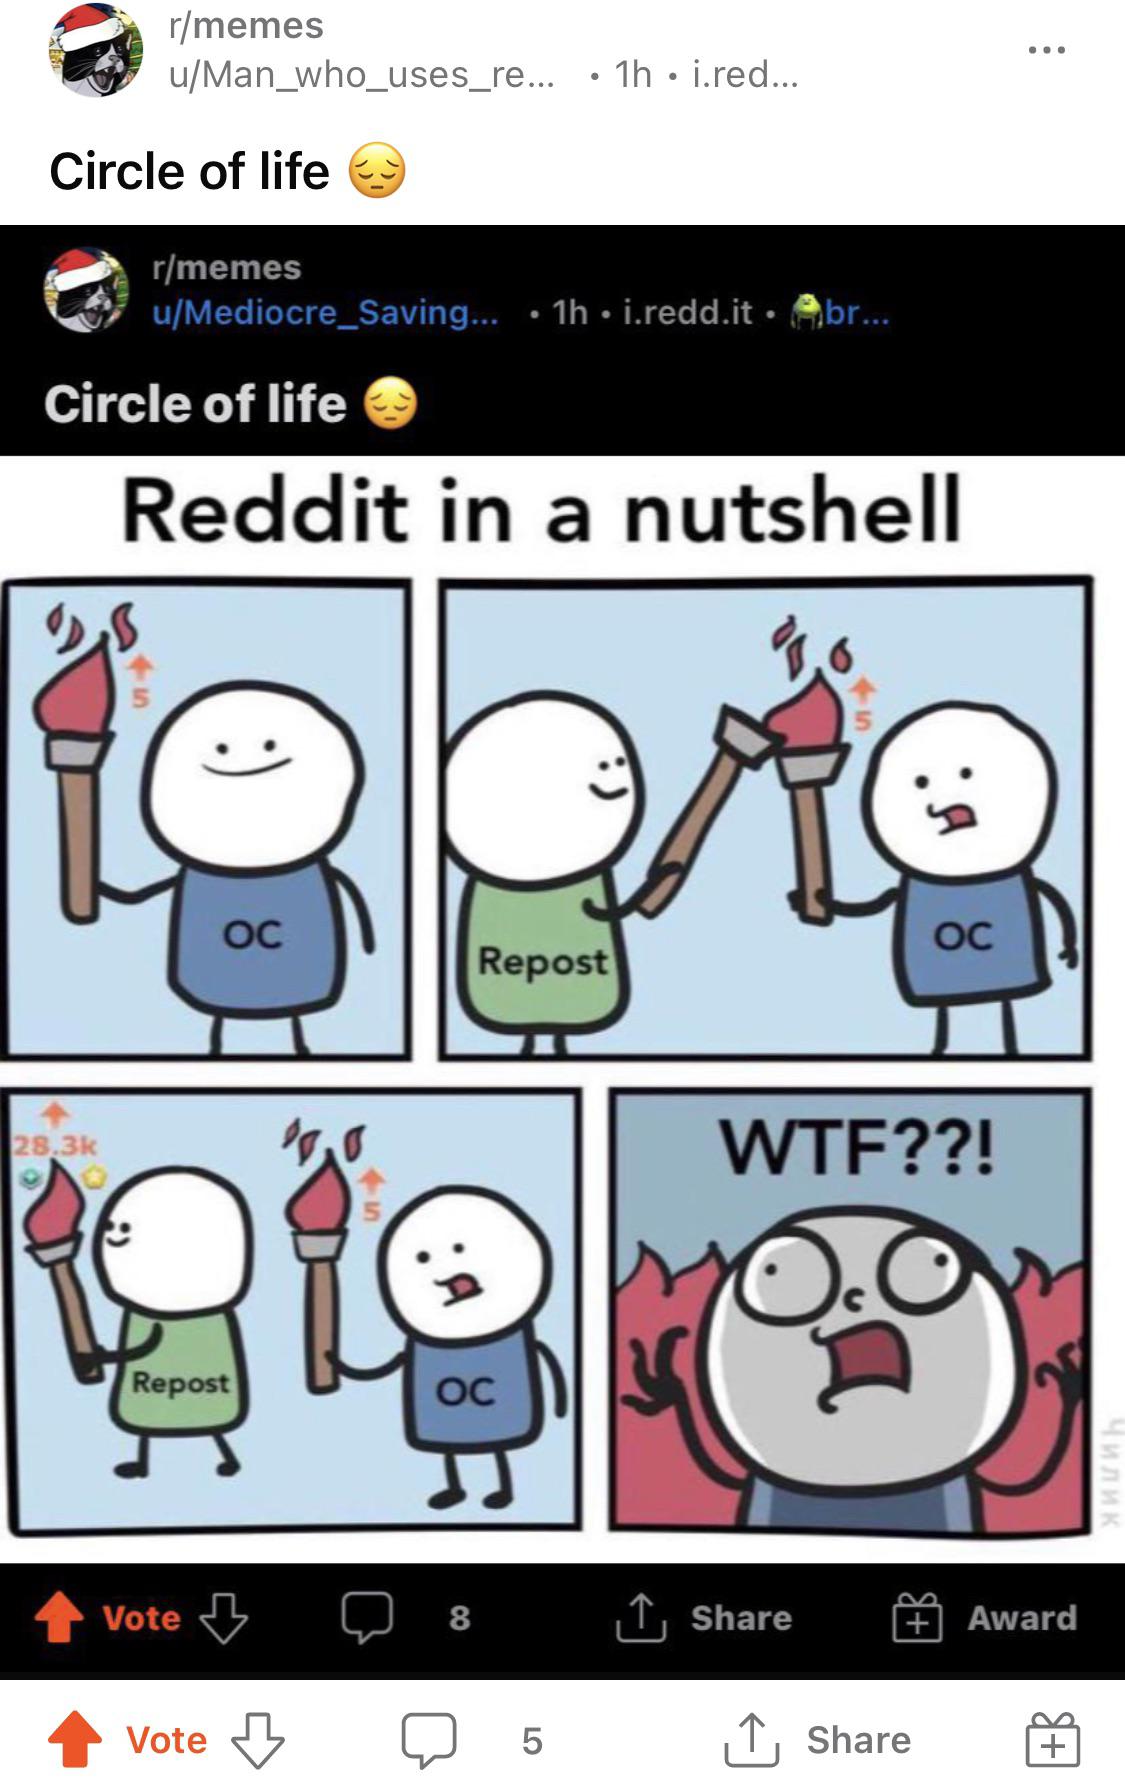 r/memes
u/Man_who_uses_re... • 1h • i.red...
Circle of life 😔
r/memes
u/Mediocre_Saving... • 1h • i.redd.it • br...
Circle of life 😔
Reddit in a nutshell
5
OC
5
Repost
OC
28.3k
5
Repost
OC
WTF??!
Чилик
Vote
8
Share
Award
Vote
5
Share